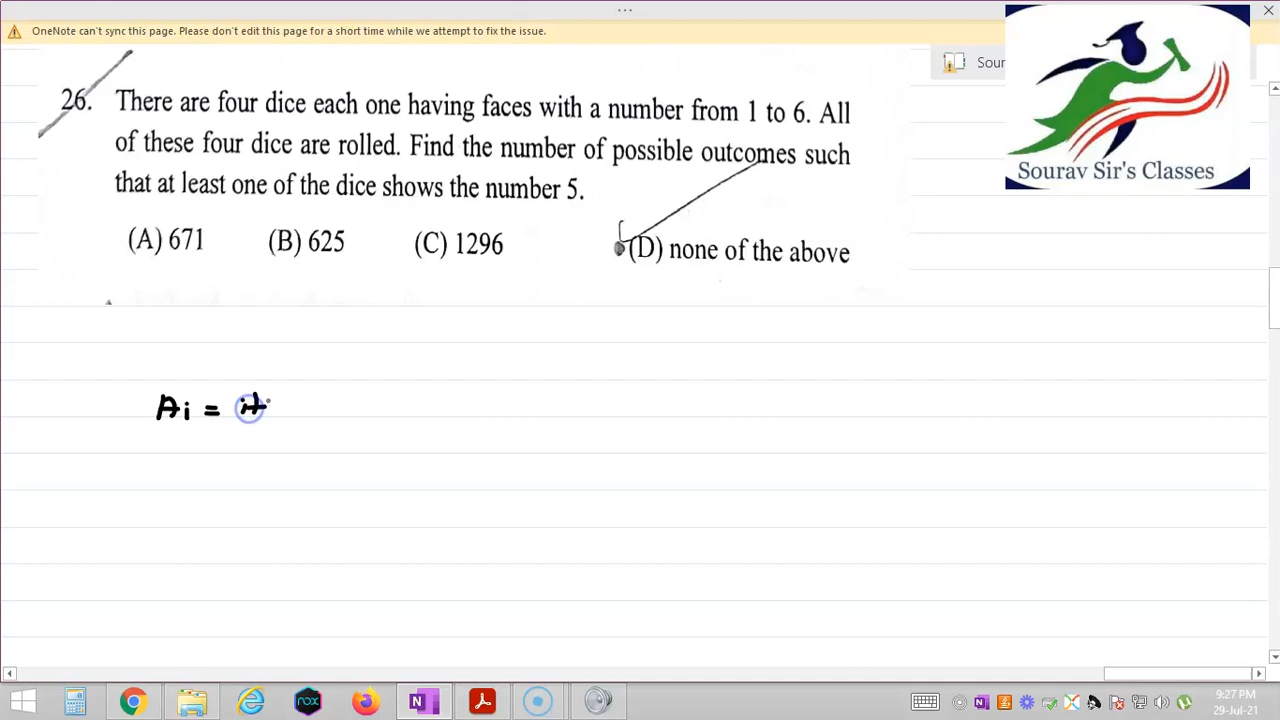 ...
OneNote can't sync this page. Please don't edit this page for a short time while we attempt to fix the issue.
Sour
26. There are four dice each one having faces with a number from 1 to 6. All
of these four dice are rolled. Find the number of possible outcomes such
that at least one of the dice shows the number 5.
(A) 671 (B) 625 (C) 1296 (D) none of the above
Sourav Sir's Classes
Ai = it
nox
N
9:27 PM
29-Jul-21